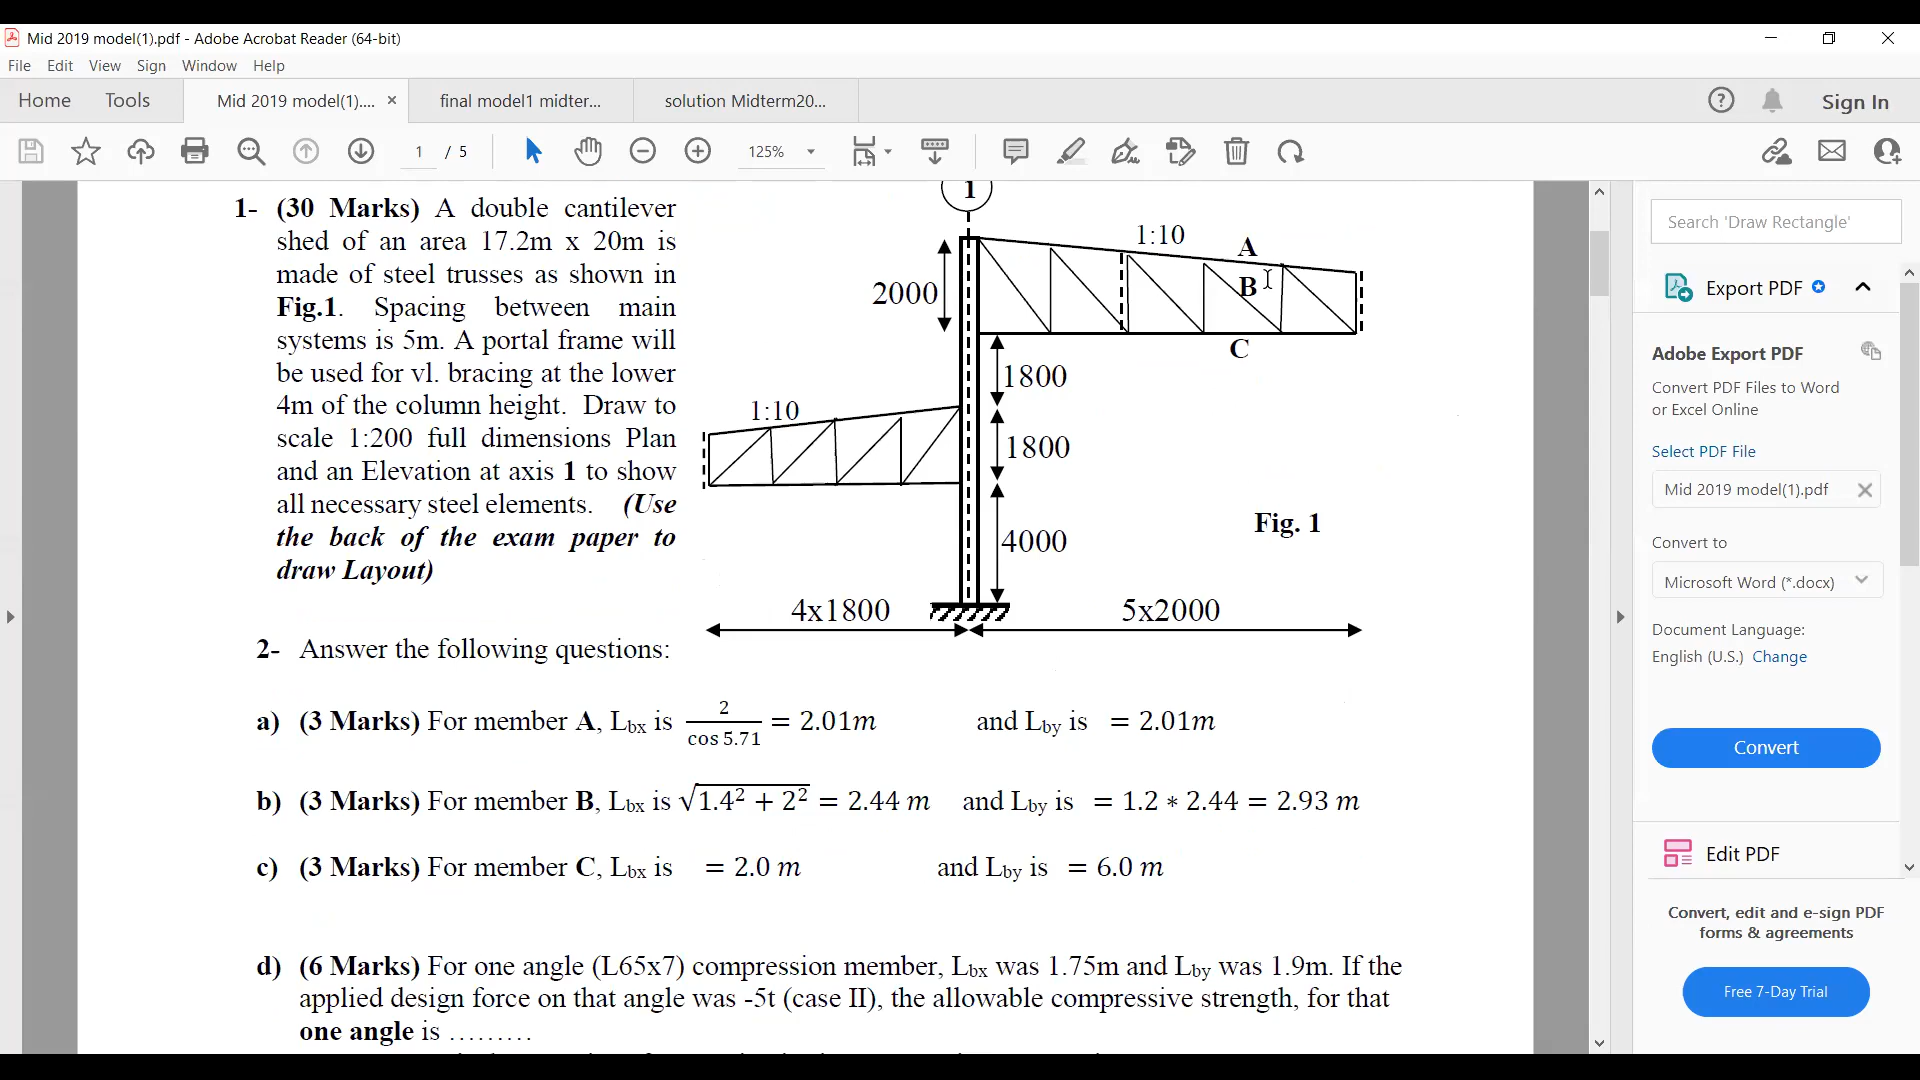 Mid 2019 model(1).pdf - Adobe Acrobat Reader (64-bit)
File Edit View Sign Window Help
Home Tools Mid 2019 model(1).... × final model1 midter... solution Midterm20... Sign In
1 / 5 125%
1- (30 Marks) A double cantilever
shed of an area 17.2m x 20m is
made of steel trusses as shown in
Fig.1. Spacing between main
systems is 5m. A portal frame will
be used for vl. bracing at the lower
4m of the column height. Draw to
scale 1:200 full dimensions Plan
and an Elevation at axis 1 to show
all necessary steel elements. (Use
the back of the exam paper to
draw Layout)
1
1:10
A
2000
B
C
1800
1:10
1800
Fig. 1
4000
4x1800
5x2000
2- Answer the following questions:
a) (3 Marks) For member A, Lbx is 2/cos 5.71 = 2.01m and Lby is = 2.01m
b) (3 Marks) For member B, Lbx is √1.4² + 2² = 2.44 m and Lby is = 1.2 * 2.44 = 2.93 m
c) (3 Marks) For member C, Lbx is = 2.0 m and Lby is = 6.0 m
d) (6 Marks) For one angle (L65x7) compression member, Lbx was 1.75m and Lby was 1.9m. If the
applied design force on that angle was -5t (case II), the allowable compressive strength, for that
one angle is .........
Search 'Draw Rectangle'
Export PDF
Adobe Export PDF
Convert PDF Files to Word
or Excel Online
Select PDF File
Mid 2019 model(1).pdf
Convert to
Microsoft Word (*.docx)
Document Language:
English (U.S.) Change
Convert
Edit PDF
Convert, edit and e-sign PDF
forms & agreements
Free 7-Day Trial